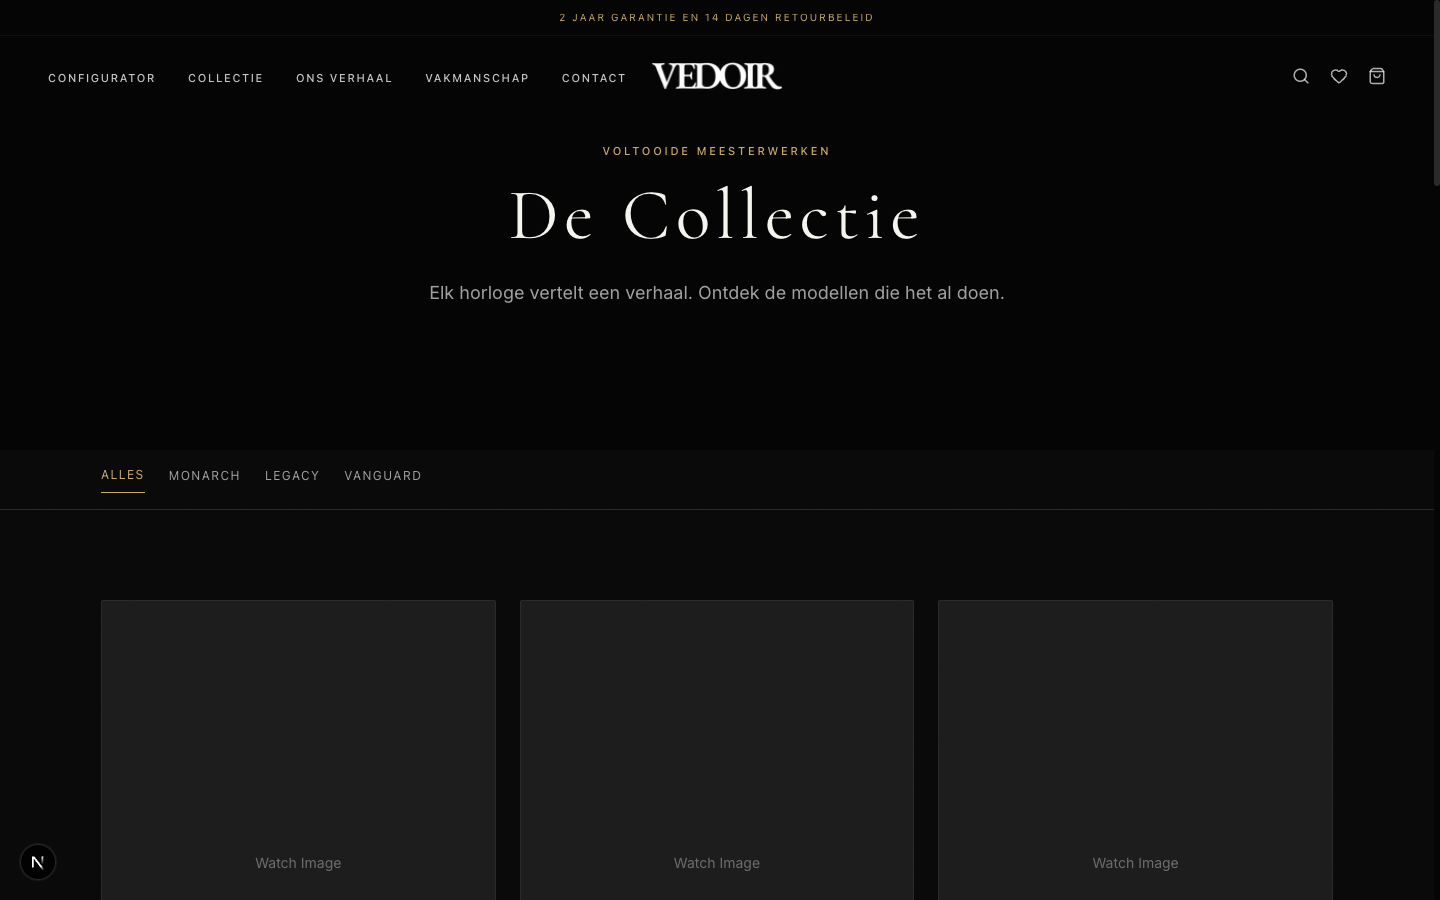 2 JAAR GARANTIE EN 14 DAGEN RETOURBELEID
CONFIGURATOR COLLECTIE ONS VERHAAL VAKMANSCHAP CONTACT VEDOIR
VOLTOOIDE MEESTERWERKEN
De Collectie
Elk horloge vertelt een verhaal. Ontdek de modellen die het al doen.
ALLES MONARCH LEGACY VANGUARD
Watch Image Watch Image Watch Image
N